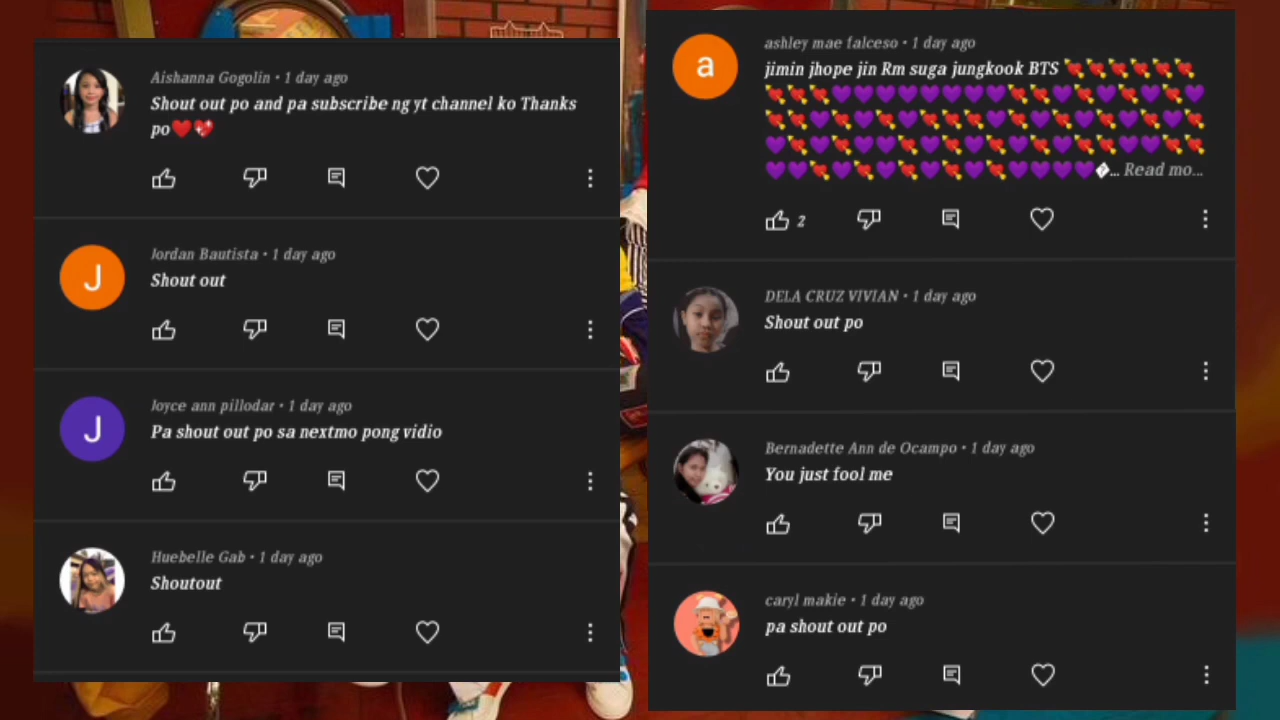 Aishanna Gogolin • 1 day ago
Shout out po and pa subscribe ng yt channel ko Thanks
po❤️💖
J
Jordan Bautista • 1 day ago
Shout out
J
Joyce ann pillodar • 1 day ago
Pa shout out po sa nextmo pong vidio
Huebelle Gab • 1 day ago
Shoutout
a
ashley mae falceso • 1 day ago
jimin jhope jin Rm suga jungkook BTS 💘💘💘💘💘💘
💘💘💘💜💜💜💜💜💜💜💜💘💘💜💘💜💘💜💘💜
💘💘💜💘💜💘💜💘💘💘💜💘💜💘💜💘💜💘💜💘
💜💘💜💘💜💘💜💘💜💘💜💘💜💘💘💘💜💜💘💘
💜💜💘💜💘💜💘💜💘💜💘💜💜💜💜�... Read mo...
2
DELA CRUZ VIVIAN • 1 day ago
Shout out po
Bernadette Ann de Ocampo • 1 day ago
You just fool me
caryl makie • 1 day ago
pa shout out po